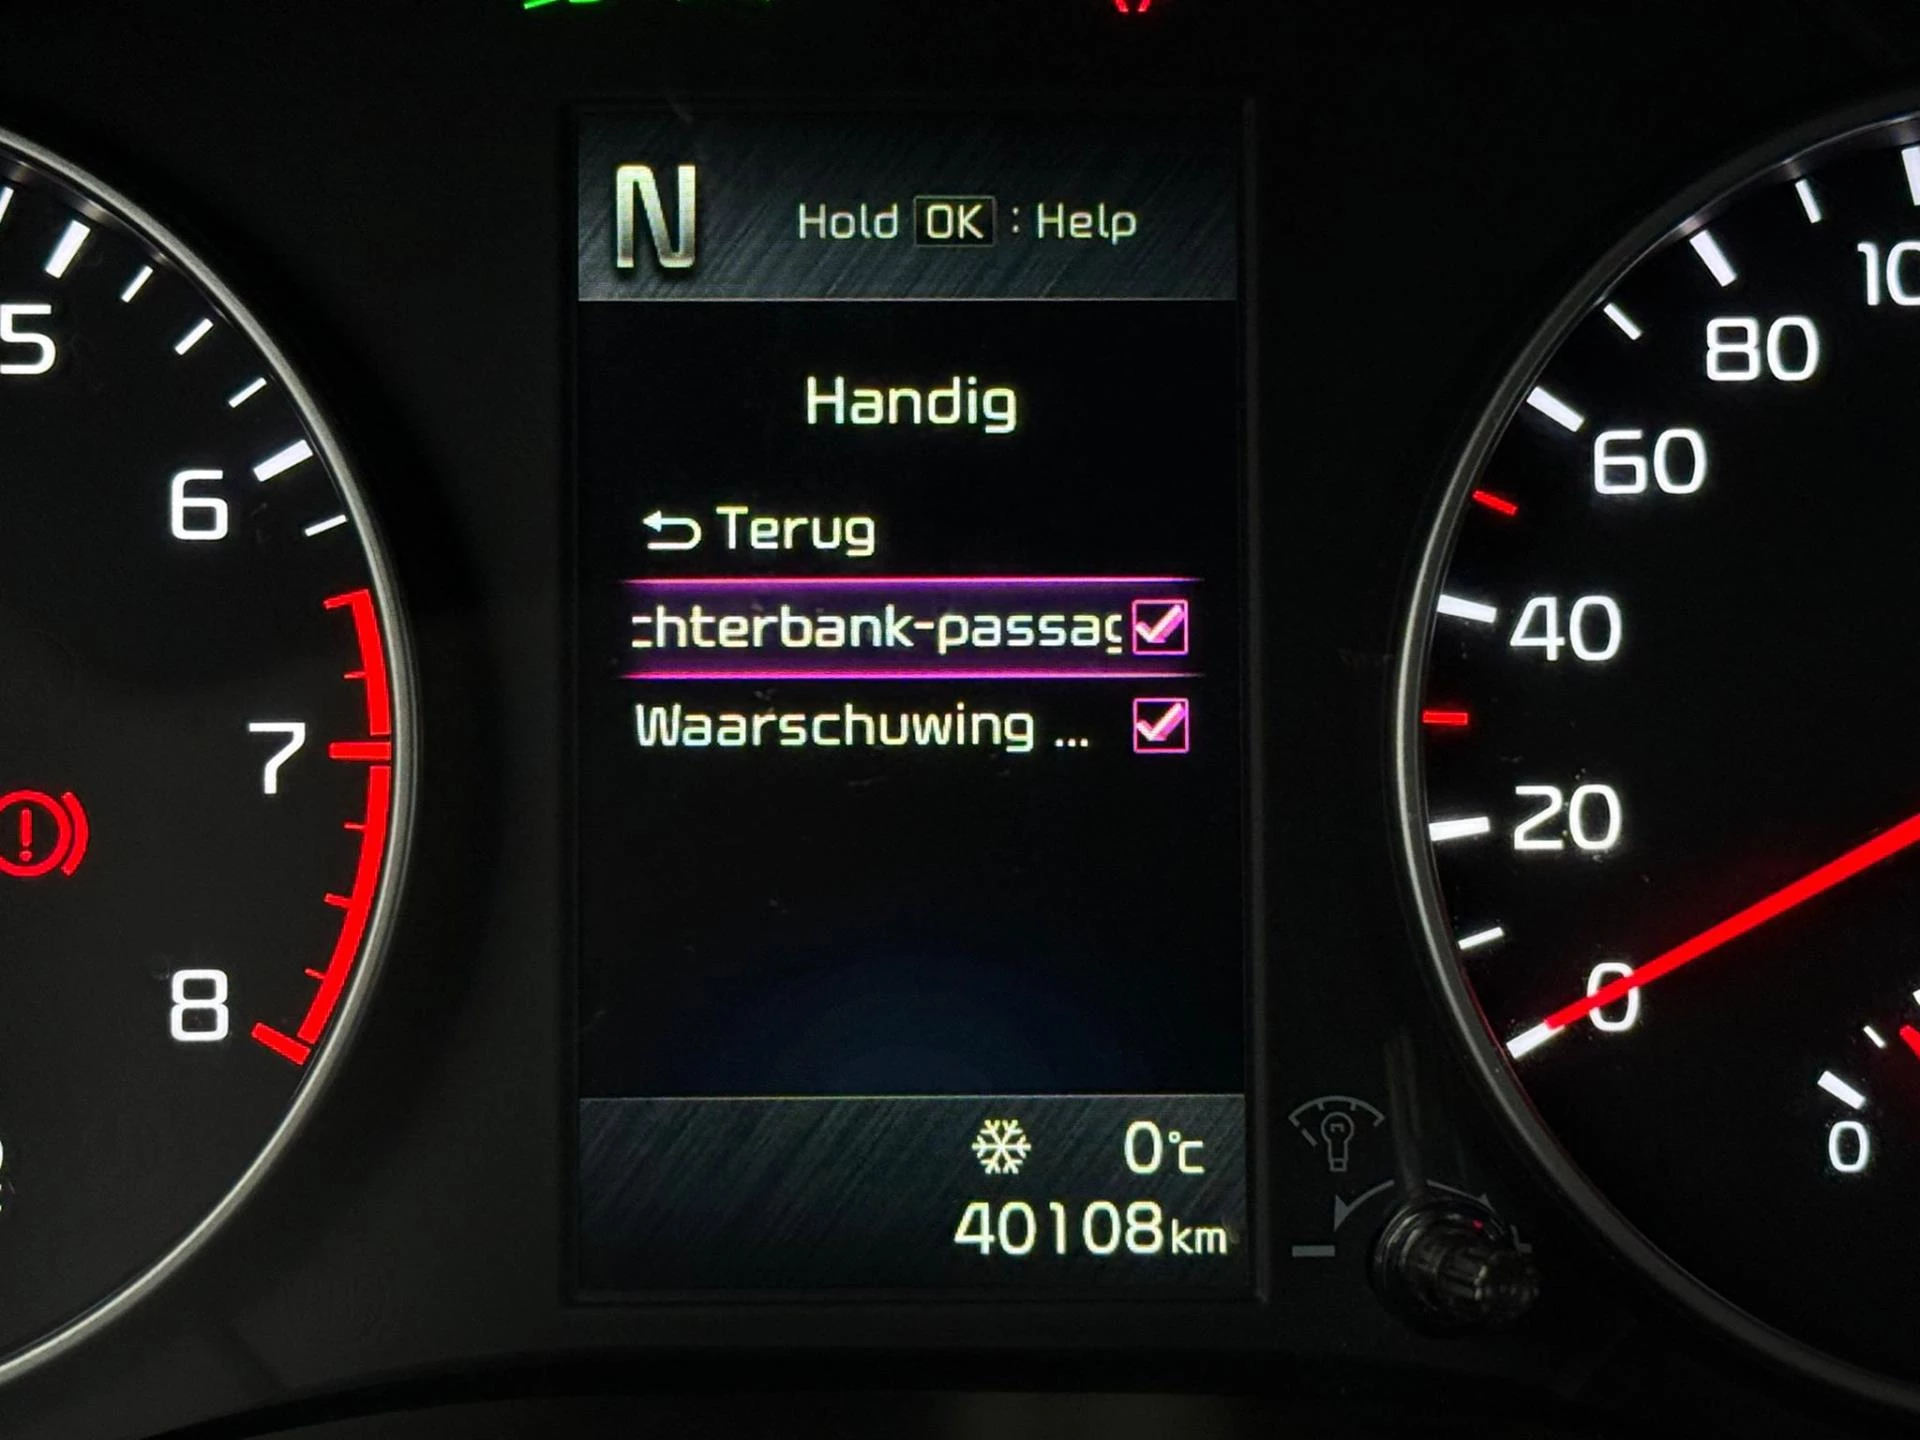 N
Hold OK : Help
Handig
Terug
chterbank-passag
Waarschuwing ...
0°C
40108km
5
6
7
8
80
60
40
20
0
0